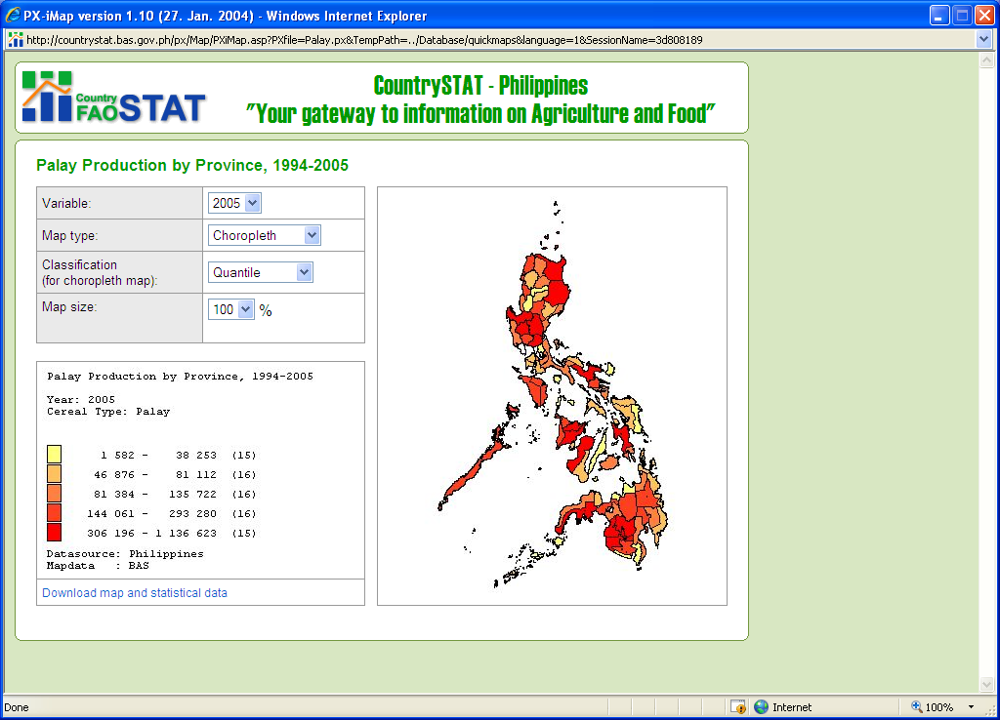 PX-iMap version 1.10 (27. Jan. 2004) - Windows Internet Explorer
http://countrystat.bas.gov.ph/px/Map/PXiMap.asp?PXfile=Palay.px&TempPath=../Database/quickmaps&language=1&SessionName=3d808189
Country
FAOSTAT
CountrySTAT - Philippines
"Your gateway to information on Agriculture and Food"
Palay Production by Province, 1994-2005
Variable: 2005
Map type: Choropleth
Classification
(for choropleth map): Quantile
Map size: 100 %
Palay Production by Province, 1994-2005
Year: 2005
Cereal Type: Palay
1 582 - 38 253 (15)
46 876 - 81 112 (16)
81 384 - 135 722 (16)
144 061 - 293 280 (16)
306 196 - 1 136 623 (15)
Datasource: Philippines
Mapdata : BAS
Download map and statistical data
Done
Internet
100%